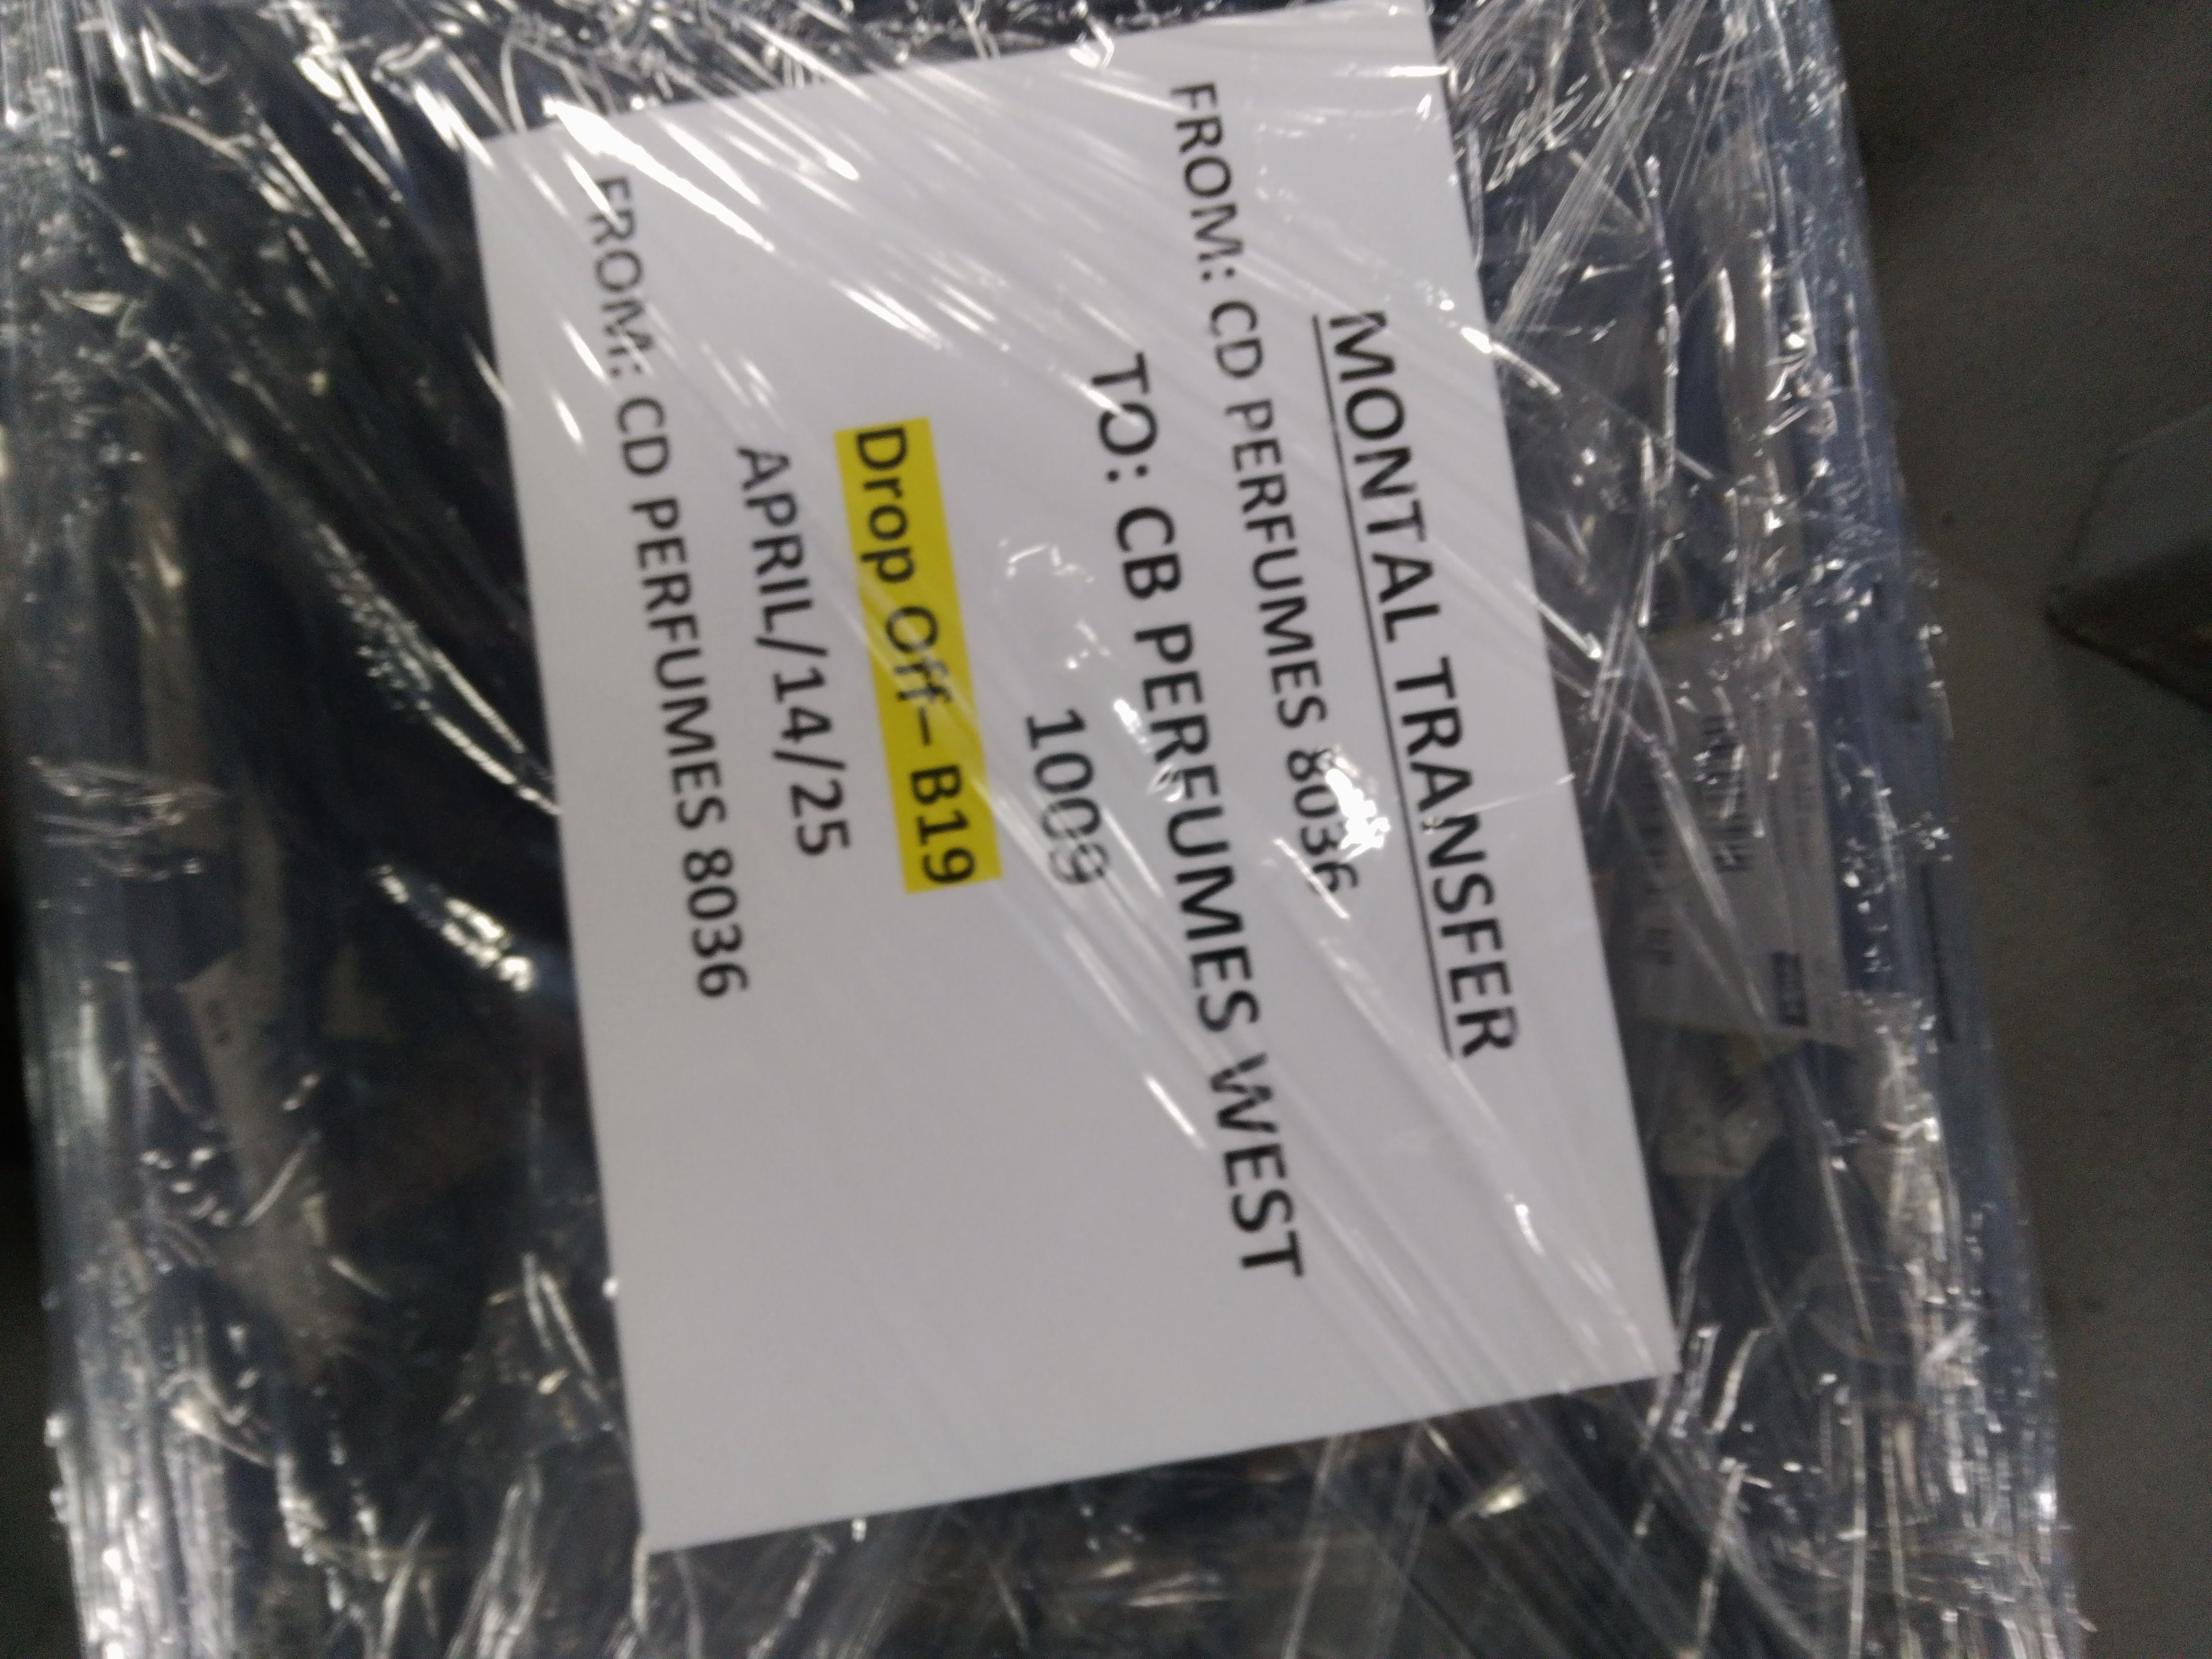 MONTAL TRANSFER
FROM: CD PERFUMES 8036
TO: CB PERFUMES WEST
1009
Drop Off– B19
APRIL/14/25
FROM: CD PERFUMES 8036